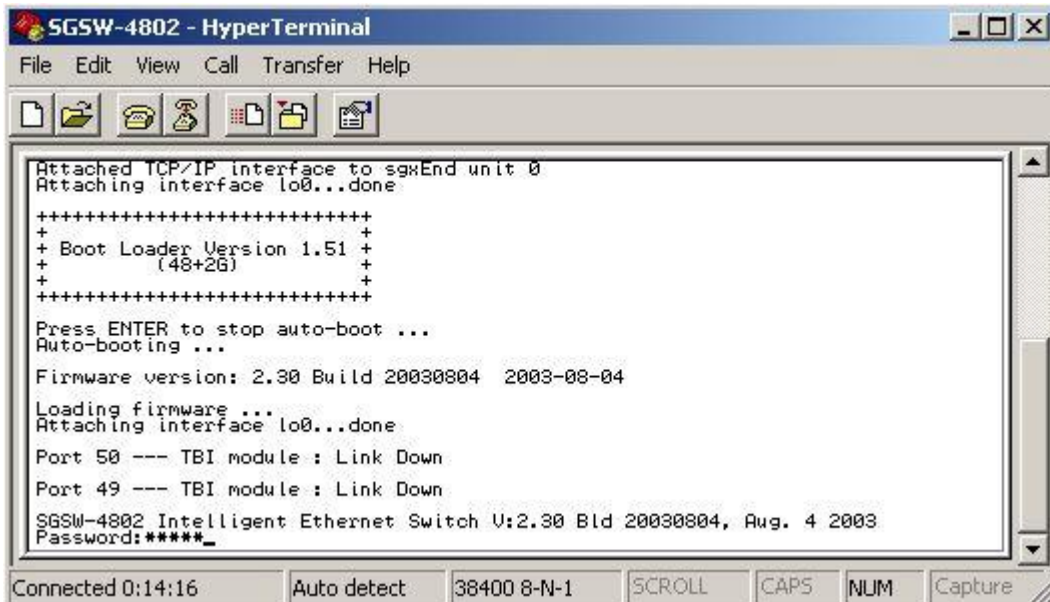 SGSW-4802 - HyperTerminal
File Edit View Call Transfer Help
Attached TCP/IP interface to sgxEnd unit 0
Attaching interface lo0...done
++++++++++++++++++++++++++++
+ +
+ Boot Loader Version 1.51 +
+ (48+2G) +
+ +
++++++++++++++++++++++++++++
Press ENTER to stop auto-boot ...
Auto-booting ...
Firmware version: 2.30 Build 20030804 2003-08-04
Loading firmware ...
Attaching interface lo0...done
Port 50 --- TBI module : Link Down
Port 49 --- TBI module : Link Down
SGSW-4802 Intelligent Ethernet Switch V:2.30 Bld 20030804, Aug. 4 2003
Password:*****_
Connected 0:14:16 Auto detect 38400 8-N-1 SCROLL CAPS NUM Capture